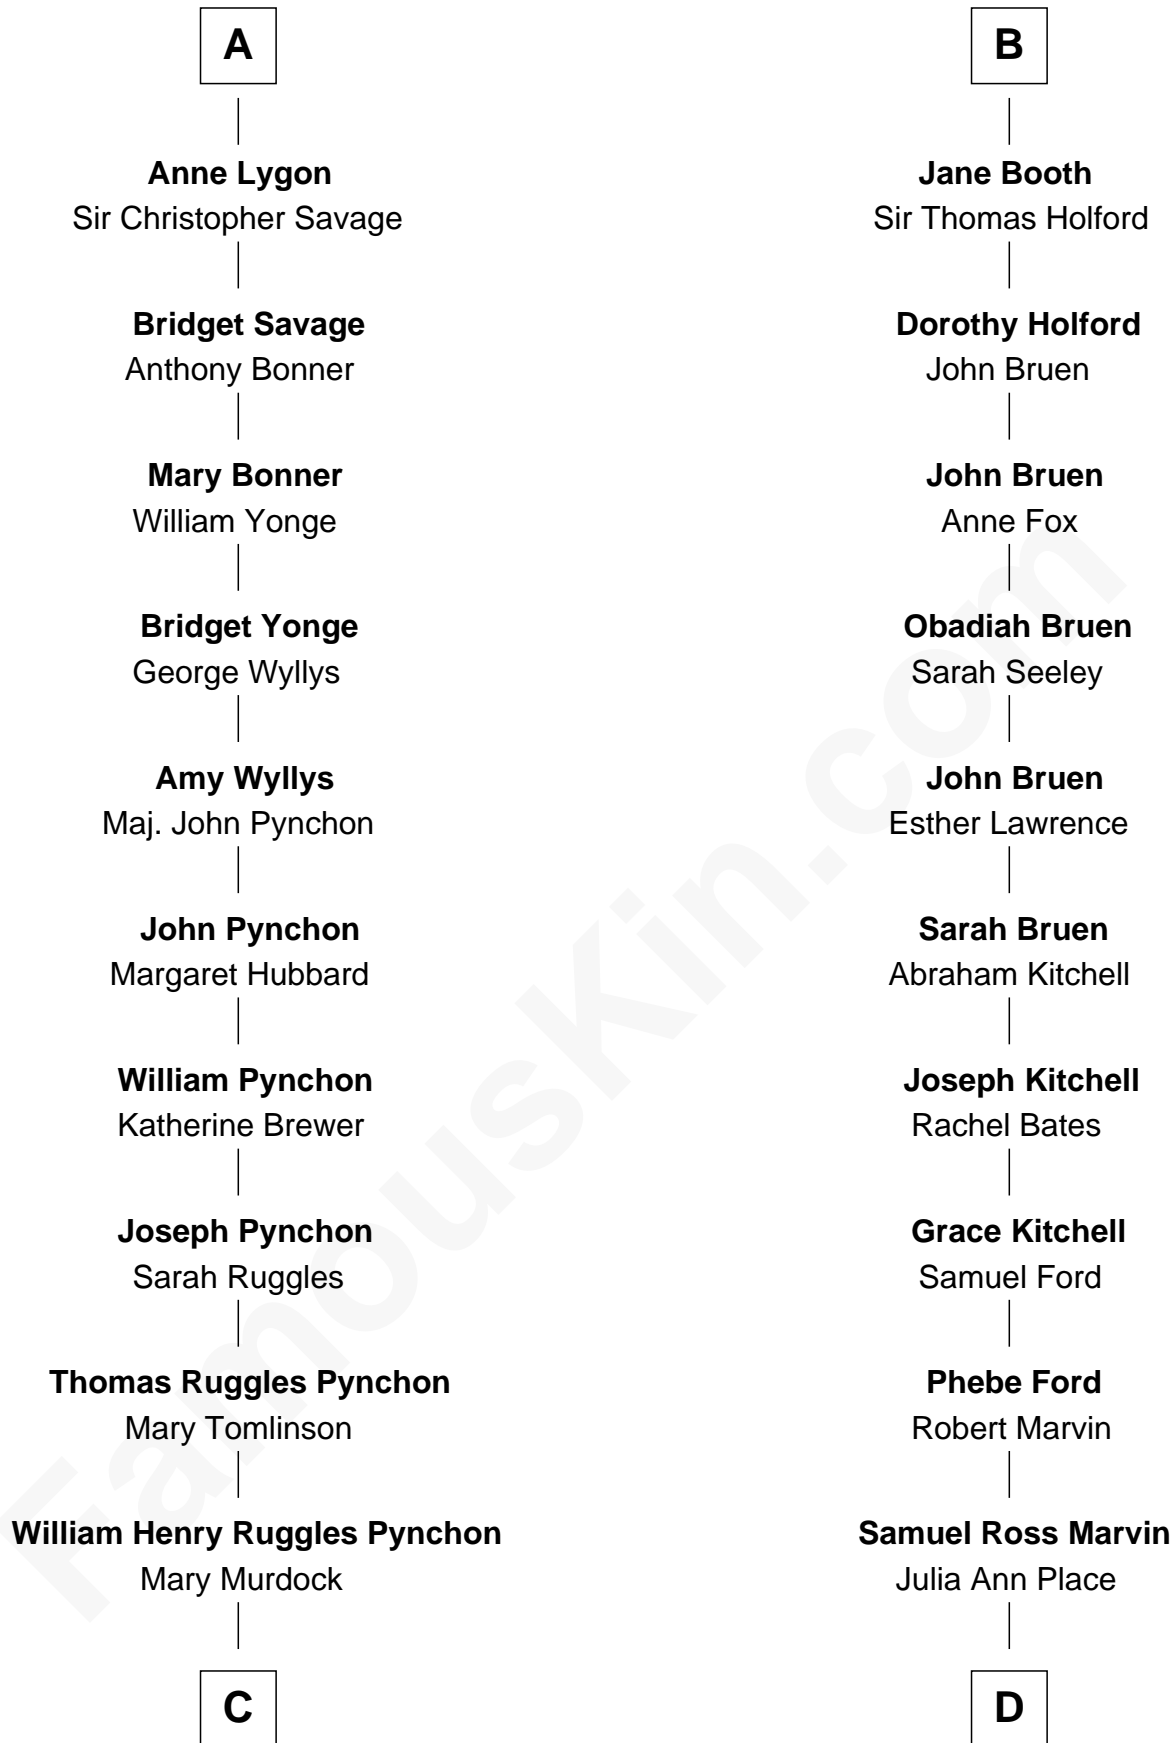 A
Anne Lygon
Sir Christopher Savage
Bridget Savage
Anthony Bonner
Mary Bonner
William Yonge
Bridget Yonge
George Wyllys
Amy Wyllys
Maj. John Pynchon
John Pynchon
Margaret Hubbard
William Pynchon
Katherine Brewer
Joseph Pynchon
Sarah Ruggles
Thomas Ruggles Pynchon
Mary Tomlinson
William Henry Ruggles Pynchon
Mary Murdock
C
B
Jane Booth
Sir Thomas Holford
Dorothy Holford
John Bruen
John Bruen
Anne Fox
Obadiah Bruen
Sarah Seeley
John Bruen
Esther Lawrence
Sarah Bruen
Abraham Kitchell
Joseph Kitchell
Rachel Bates
Grace Kitchell
Samuel Ford
Phebe Ford
Robert Marvin
Samuel Ross Marvin
Julia Ann Place
D
FamousKin.com